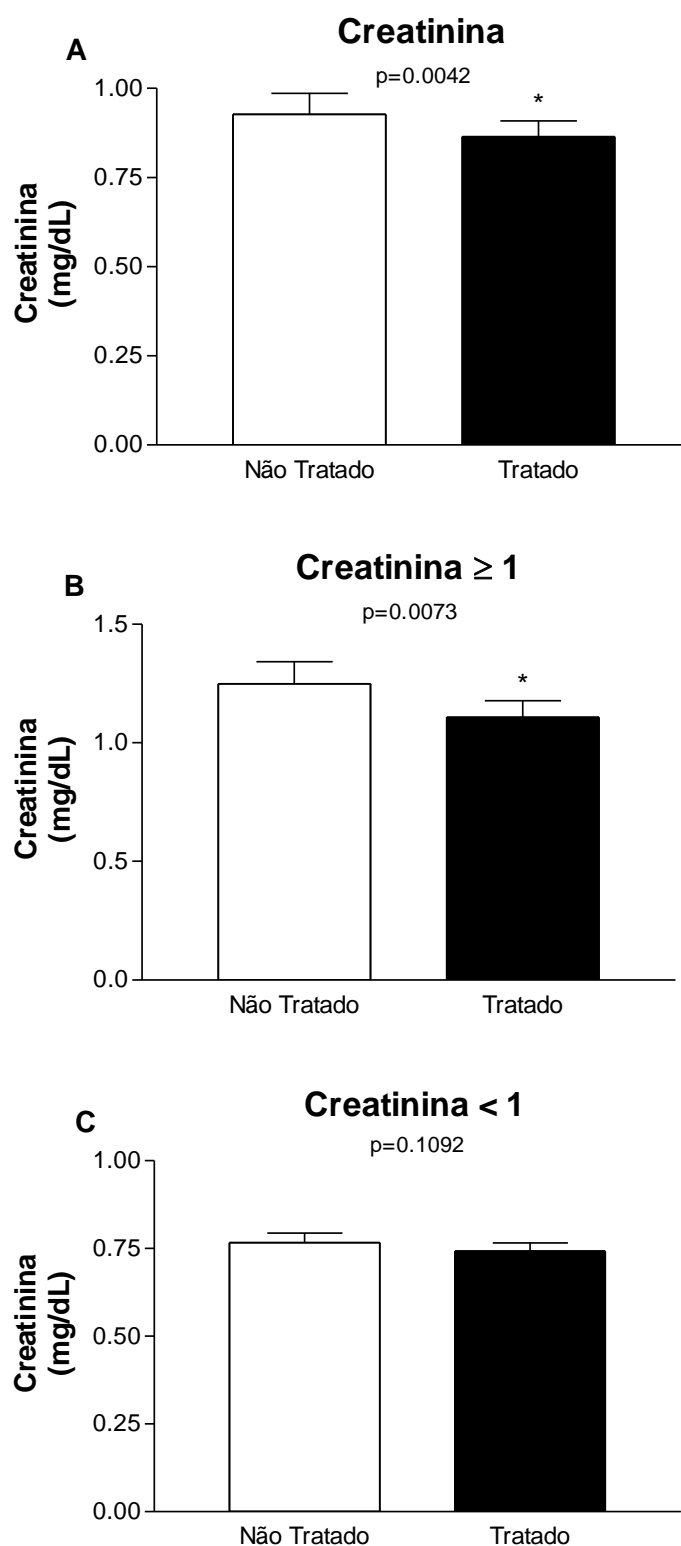 A
Creatinina
p=0.0042
*
1.00
0.75
0.50
0.25
0.00
Creatinina
(mg/dL)
Não Tratado
Tratado
B
Creatinina ≥ 1
p=0.0073
*
1.5
1.0
0.5
0.0
Creatinina
(mg/dL)
Não Tratado
Tratado
C
Creatinina < 1
p=0.1092
1.00
0.75
0.50
0.25
0.00
Creatinina
(mg/dL)
Não Tratado
Tratado